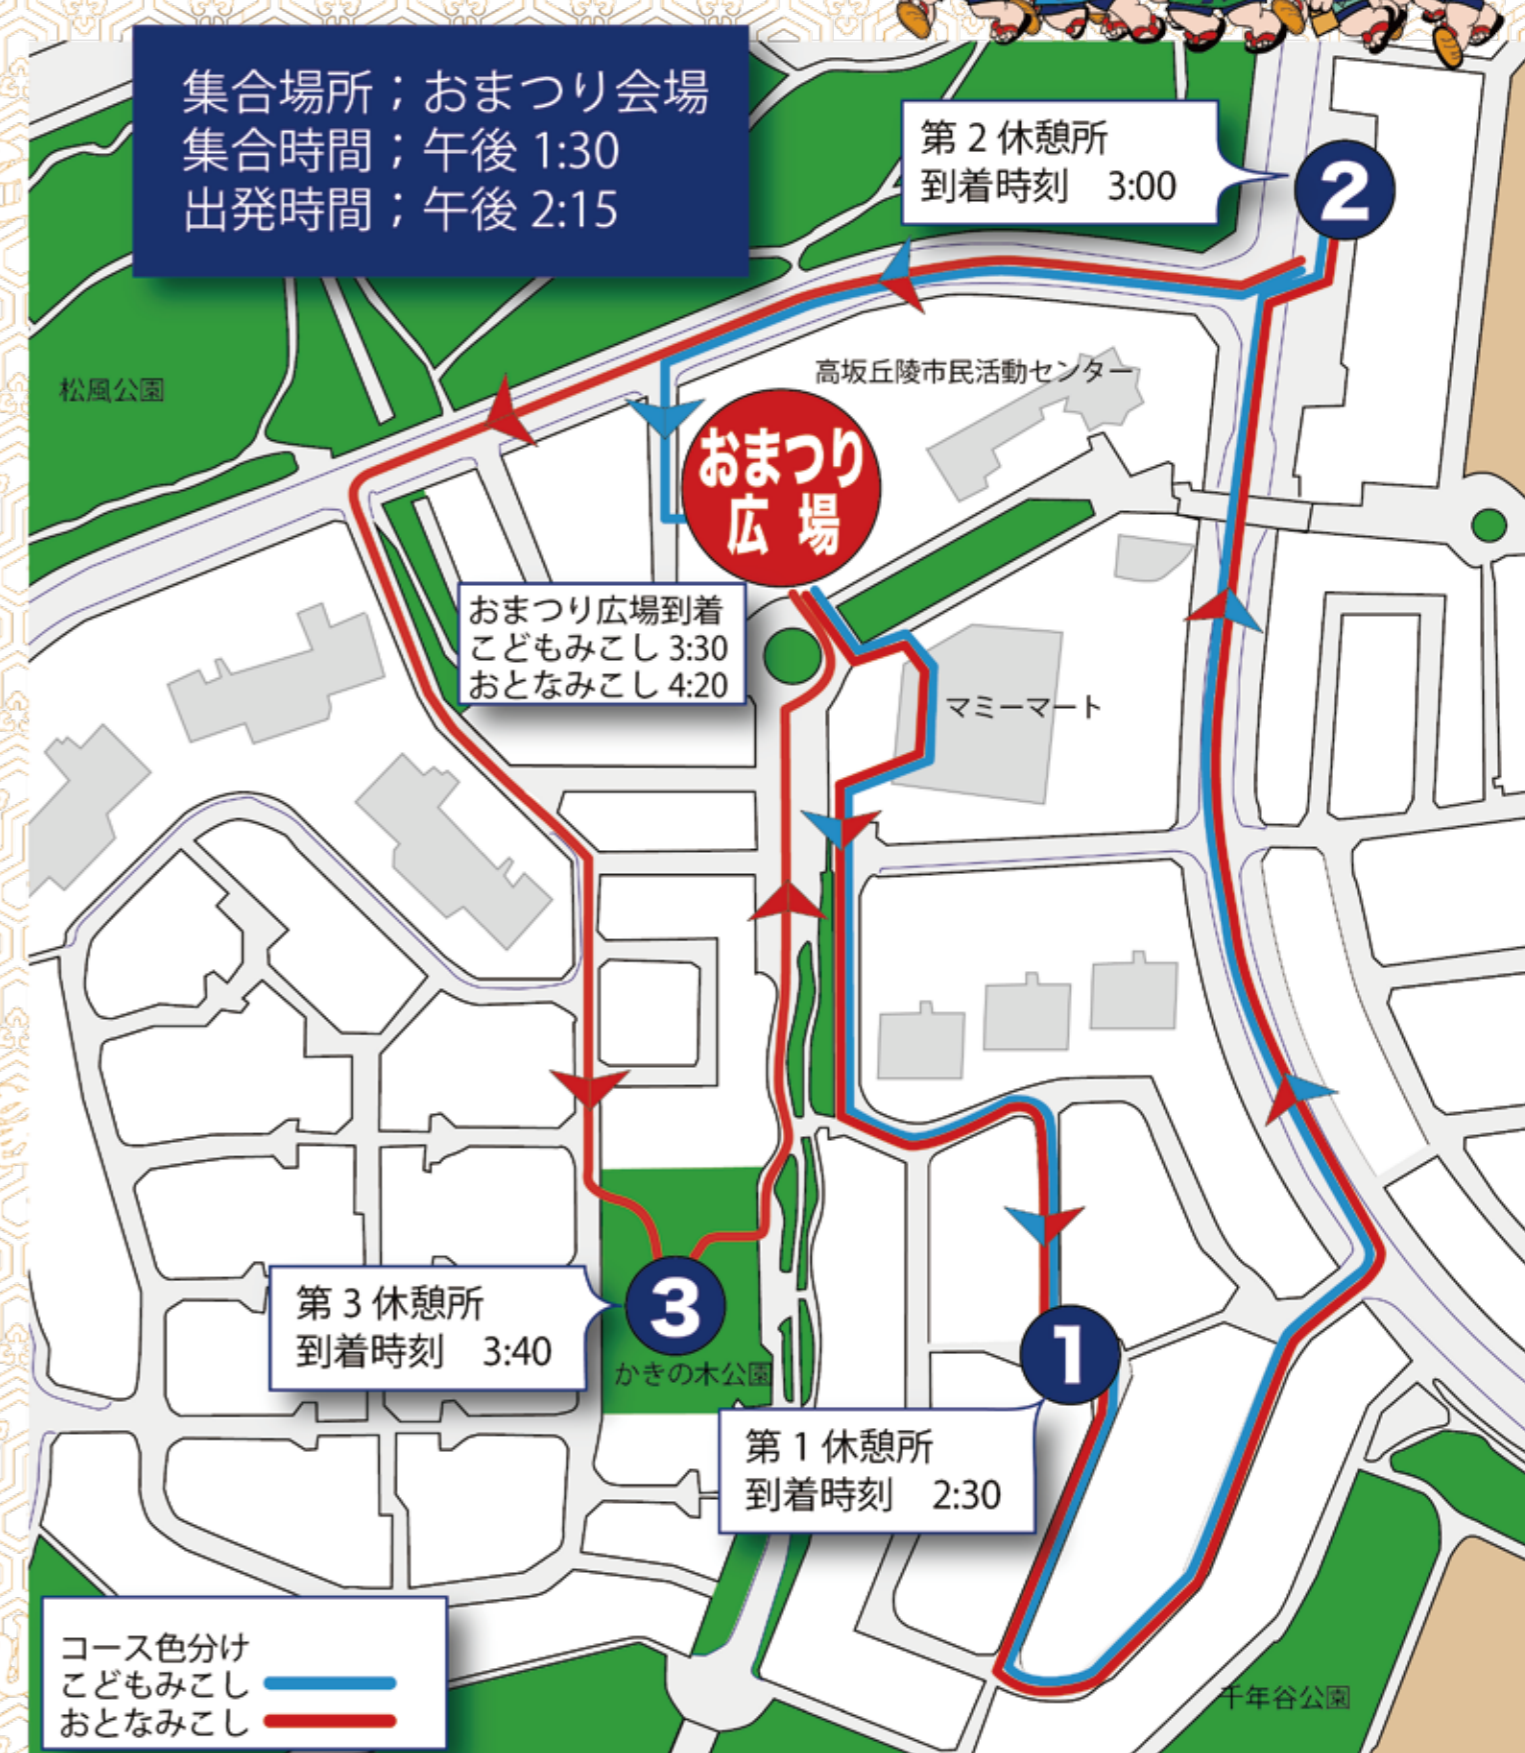 集合場所；おまつり会場
集合時間；午後 1:30
出発時間；午後 2:15
第 2 休憩所
到着時刻　3:00
2
松風公園
高坂丘陵市民活動センター
おまつり
広 場
おまつり広場到着
こどもみこし 3:30
おとなみこし 4:20
マミーマート
第 3 休憩所
到着時刻　3:40
3
かきの木公園
1
第 1 休憩所
到着時刻　2:30
コース色分け
こどもみこし
おとなみこし
千年谷公園